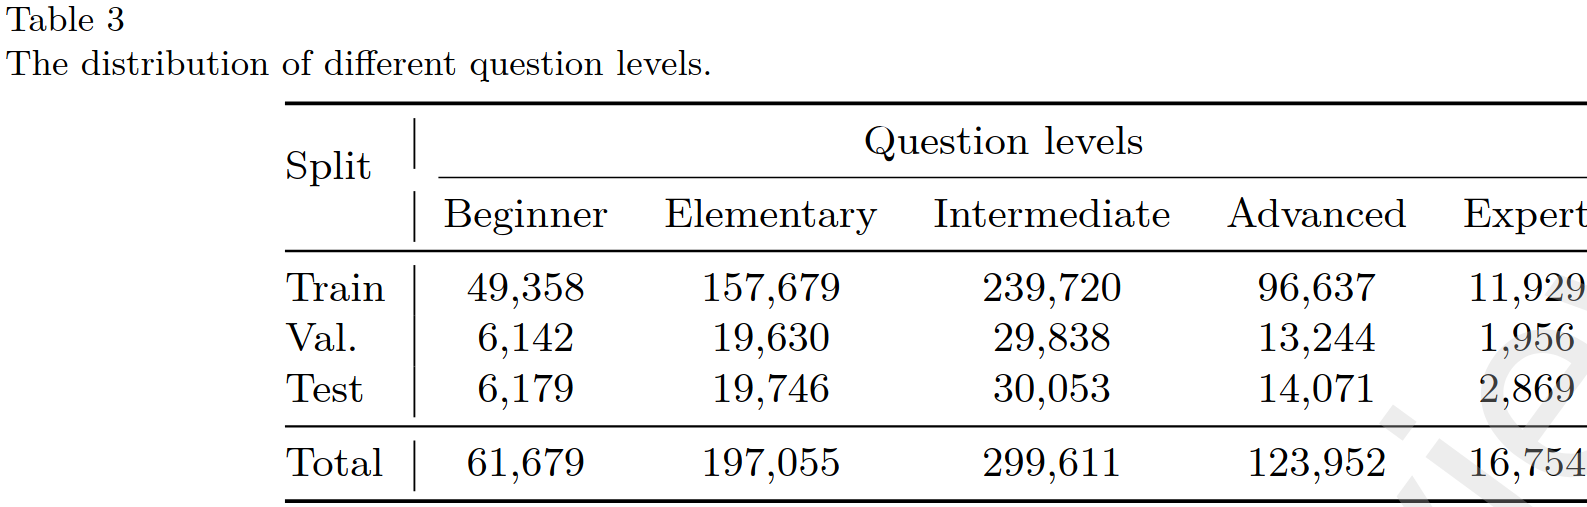 Table 3
The distribution of different question levels.
Split Question levels
Beginner Elementary Intermediate Advanced Expert
Train 49,358 157,679 239,720 96,637 11,929
Val. 6,142 19,630 29,838 13,244 1,956
Test 6,179 19,746 30,053 14,071 2,869
Total 61,679 197,055 299,611 123,952 16,754